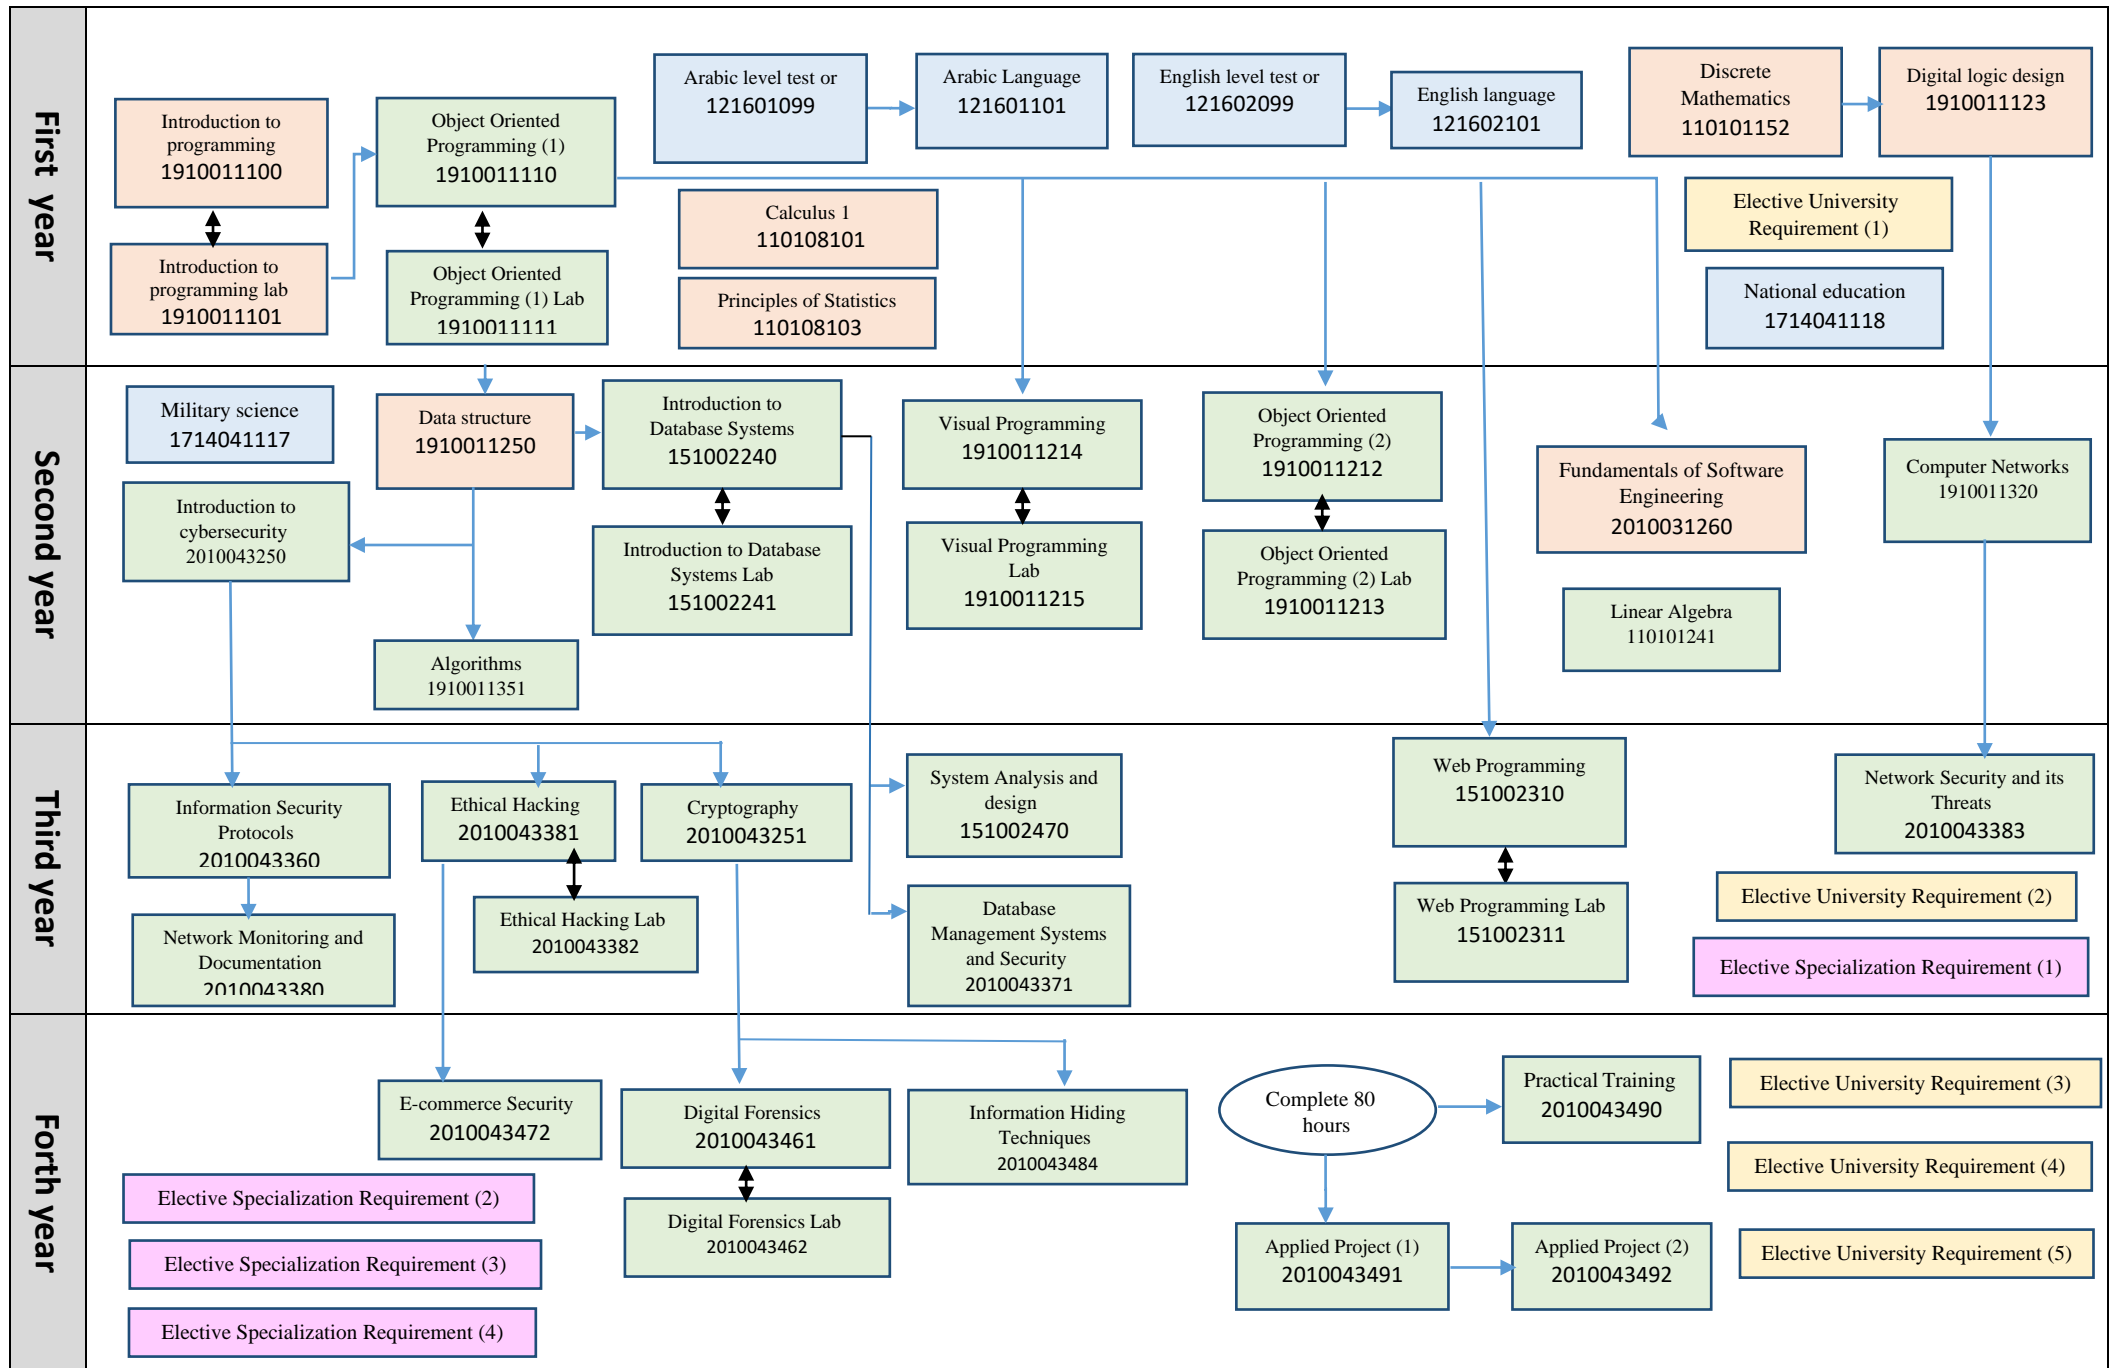 First year
Introduction to
programming
1910011100
Introduction to
programming lab
1910011101
Object Oriented
Programming (1)
1910011110
Object Oriented
Programming (1) Lab
1910011111
Arabic level test or
121601099
Arabic Language
121601101
English level test or
121602099
English language
121602101
Discrete
Mathematics
110101152
Digital logic design
1910011123
Calculus 1
110108101
Principles of Statistics
110108103
Elective University
Requirement (1)
National education
1714041118
Second year
Military science
1714041117
Introduction to
cybersecurity
2010043250
Data structure
1910011250
Algorithms
1910011351
Introduction to
Database Systems
151002240
Introduction to Database
Systems Lab
151002241
Visual Programming
1910011214
Visual Programming
Lab
1910011215
Object Oriented
Programming (2)
1910011212
Object Oriented
Programming (2) Lab
1910011213
Fundamentals of Software
Engineering
2010031260
Linear Algebra
110101241
Computer Networks
1910011320
Third year
Information Security
Protocols
2010043360
Network Monitoring and
Documentation
2010043380
Ethical Hacking
2010043381
Ethical Hacking Lab
2010043382
Cryptography
2010043251
System Analysis and
design
151002470
Database
Management Systems
and Security
2010043371
Web Programming
151002310
Web Programming Lab
151002311
Network Security and its
Threats
2010043383
Elective University Requirement (2)
Elective Specialization Requirement (1)
Forth year
E-commerce Security
2010043472
Elective Specialization Requirement (2)
Elective Specialization Requirement (3)
Elective Specialization Requirement (4)
Digital Forensics
2010043461
Digital Forensics Lab
2010043462
Information Hiding
Techniques
2010043484
Complete 80
hours
Practical Training
2010043490
Applied Project (1)
2010043491
Applied Project (2)
2010043492
Elective University Requirement (3)
Elective University Requirement (4)
Elective University Requirement (5)